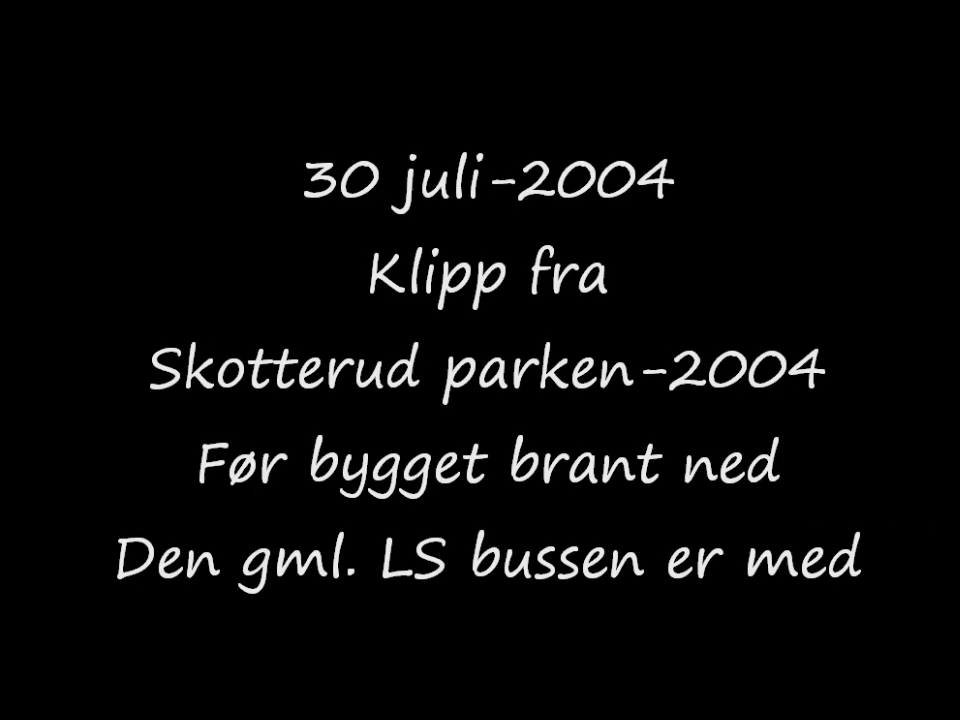 30 juli-2004
Klipp fra
Skotterud parken-2004
Før bygget brant ned
Den gml. LS bussen er med